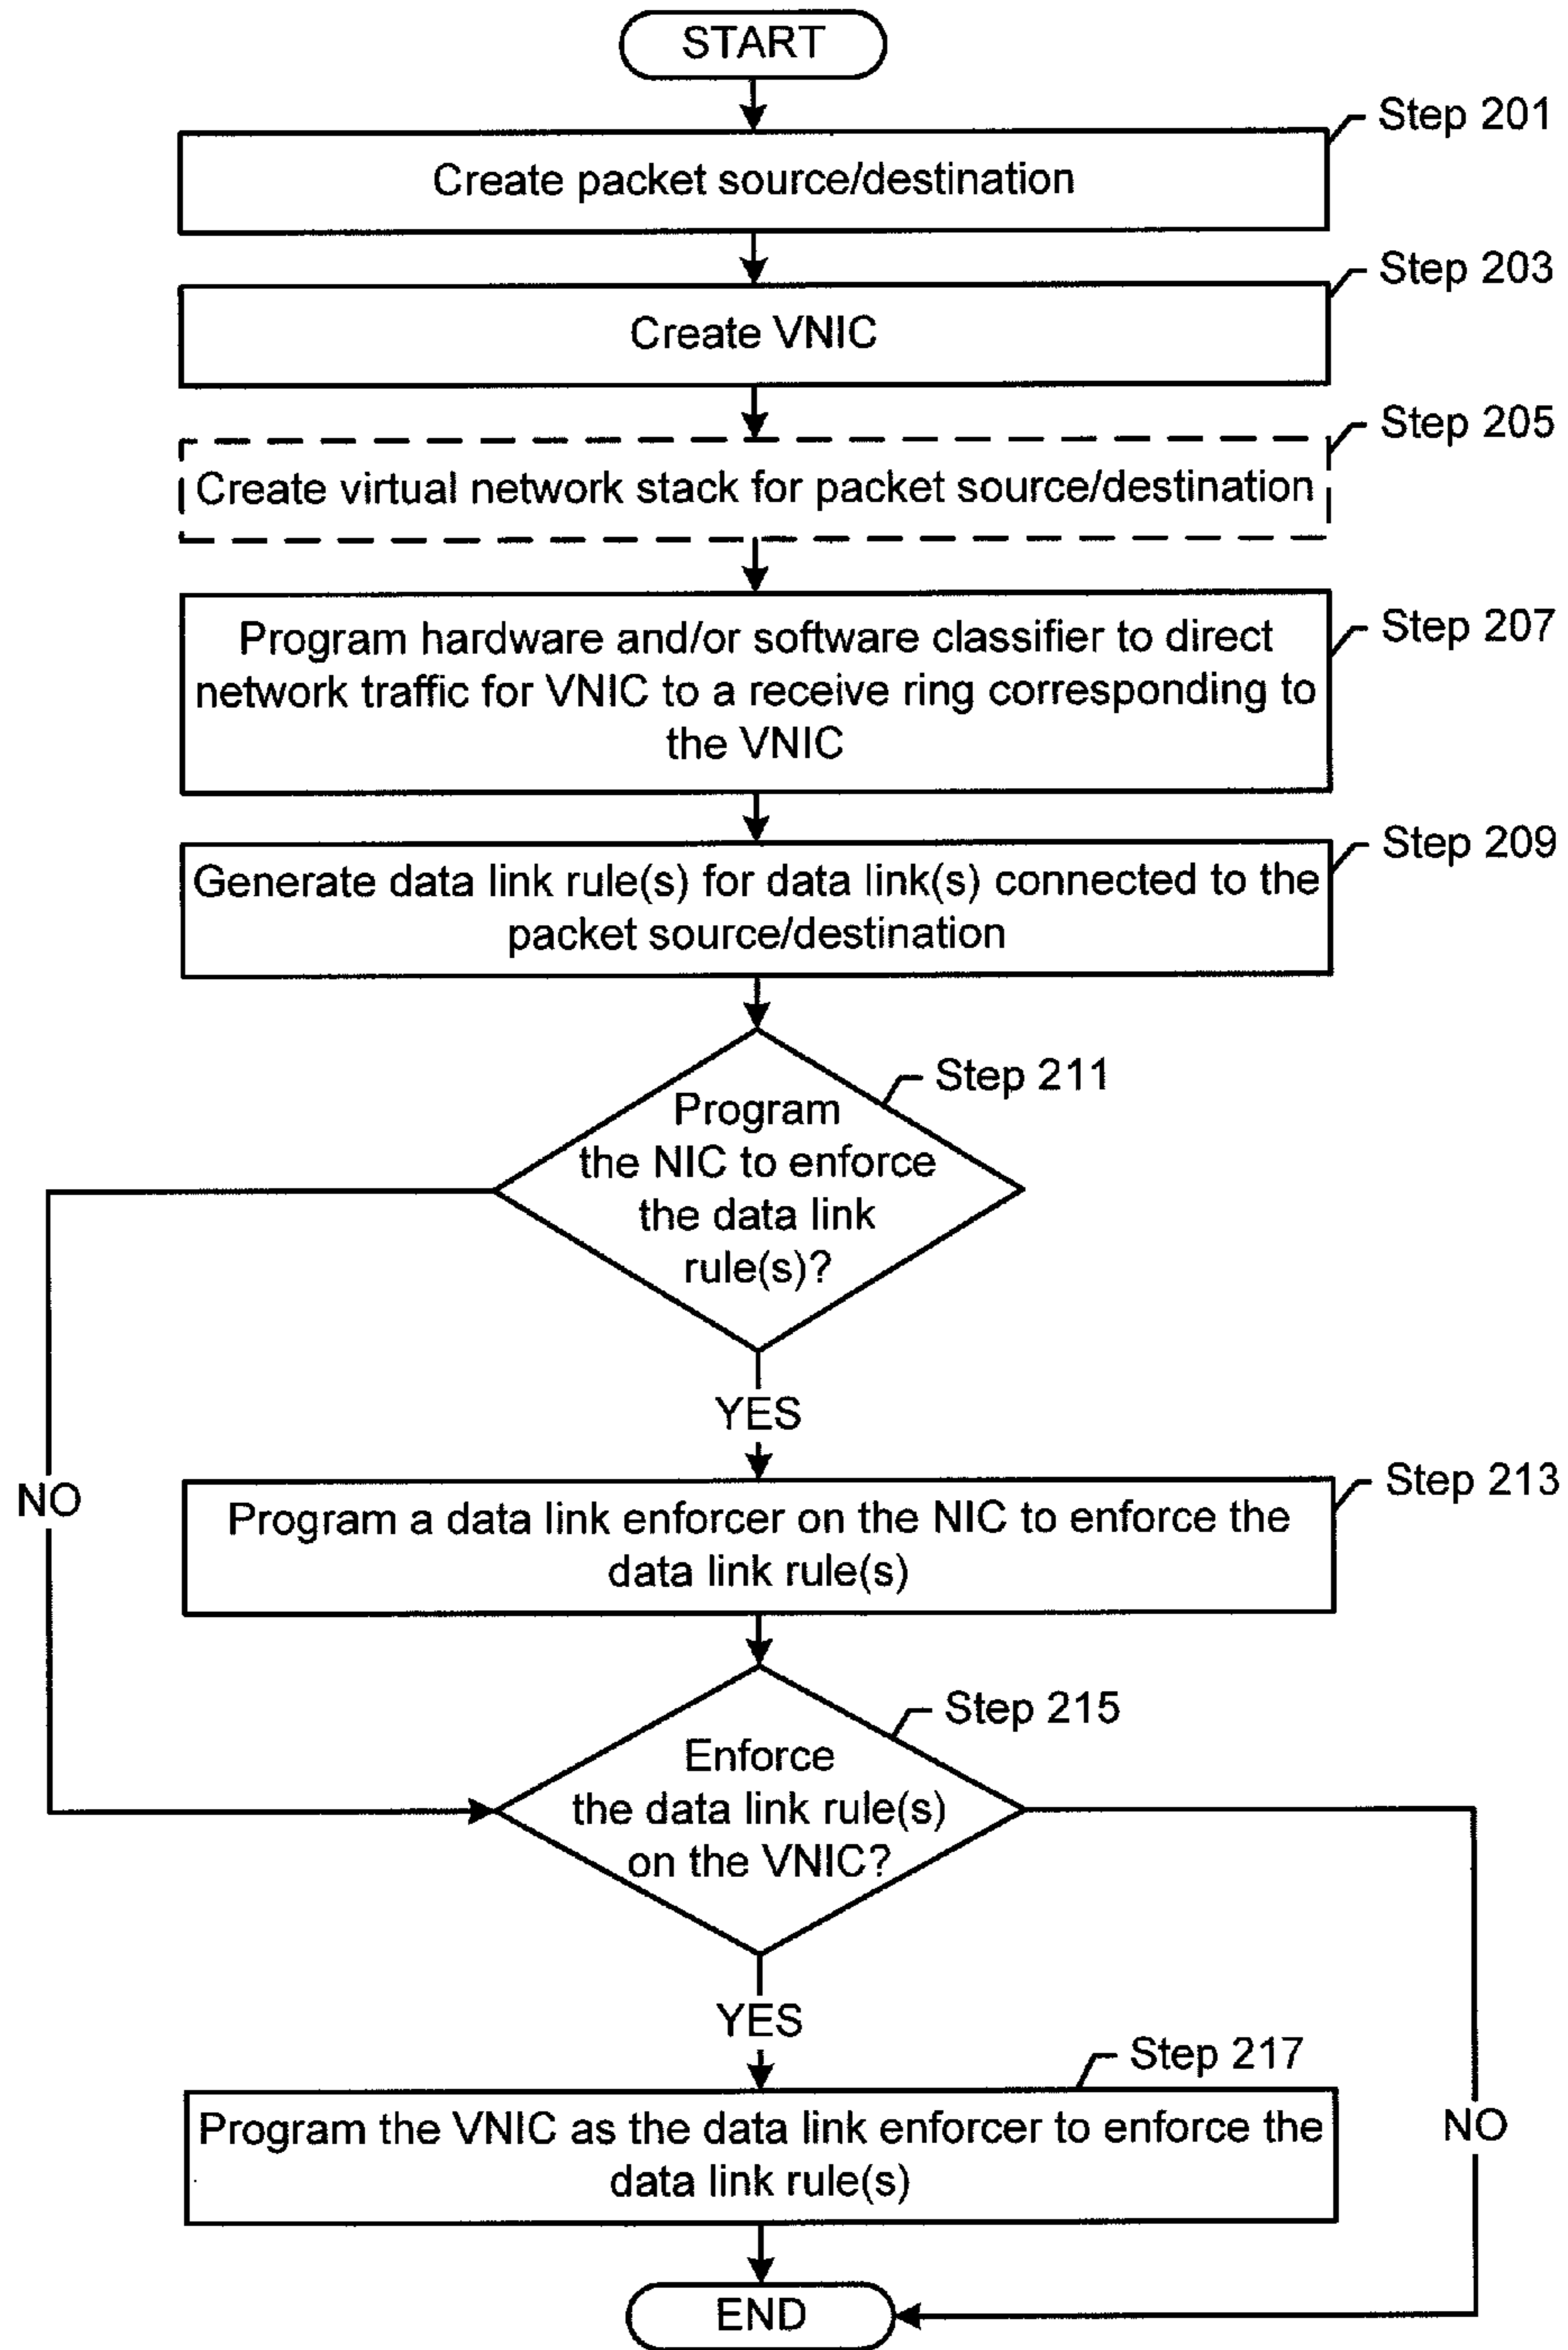 START
Step 201
Create packet source/destination
Step 203
Create VNIC
Step 205
Create virtual network stack for packet source/destination
Step 207
Program hardware and/or software classifier to direct
network traffic for VNIC to a receive ring corresponding to
the VNIC
Step 209
Generate data link rule(s) for data link(s) connected to the
packet source/destination
Step 211
Program
the NIC to enforce
the data link
rule(s)?
YES
NO
Step 213
Program a data link enforcer on the NIC to enforce the
data link rule(s)
Step 215
Enforce
the data link rule(s)
on the VNIC?
YES
NO
Step 217
Program the VNIC as the data link enforcer to enforce the
data link rule(s)
END